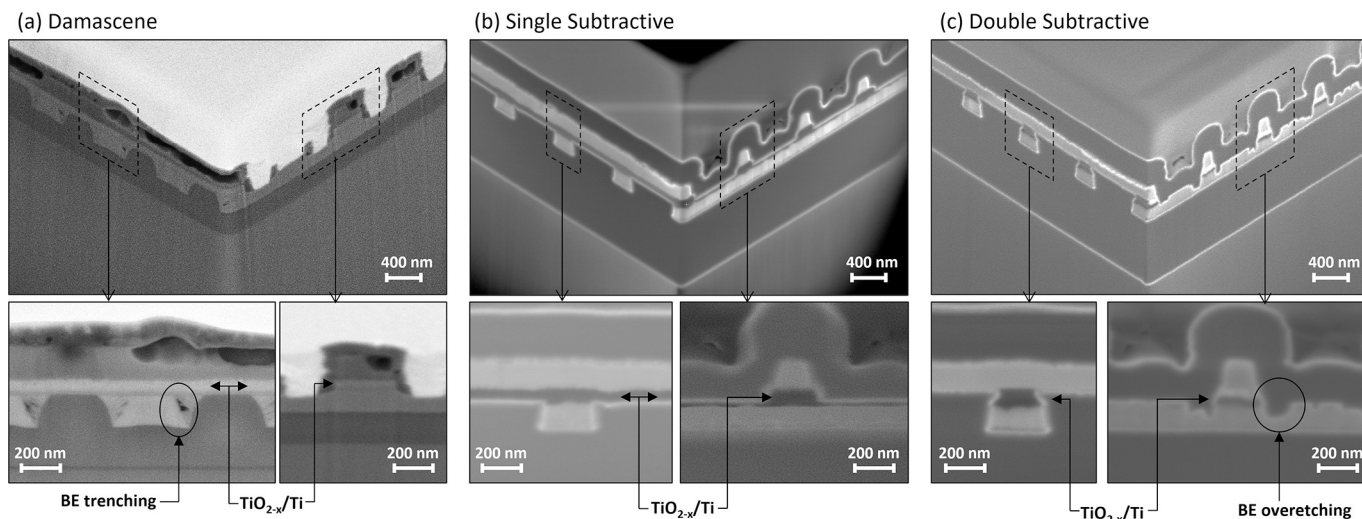 (a) Damascene
(b) Single Subtractive
(c) Double Subtractive
400 nm
400 nm
400 nm
200 nm
200 nm
200 nm
200 nm
200 nm
200 nm
BE trenching
TiO₂₋ₓ/Ti
TiO₂₋ₓ/Ti
TiO₂₋ₓ/Ti
BE overetching